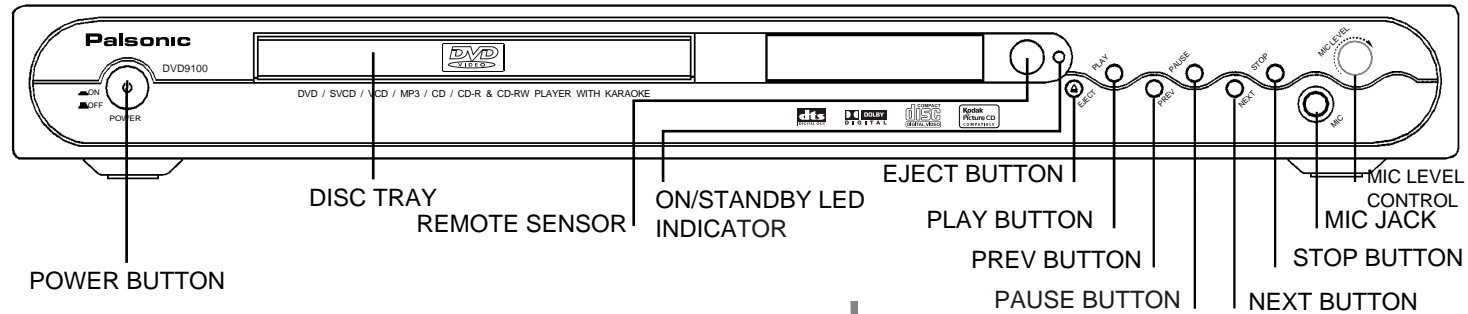 Palsonic
DVD9100
ON
OFF
POWER
DVD
VIDEO
DVD / SVCD / VCD / MP3 / CD / CD-R & CD-RW PLAYER WITH KARAOKE
dts
DIGITAL OUT
DOLBY
DIGITAL
COMPACT
disc
DIGITAL VIDEO
Kodak
Picture CD
COMPATIBLE
PLAY
EJECT
PAUSE
PREV
STOP
NEXT
MIC LEVEL
MIC
DISC TRAY
REMOTE SENSOR
ON/STANDBY LED
INDICATOR
EJECT BUTTON
PLAY BUTTON
PREV BUTTON
PAUSE BUTTON
MIC LEVEL
CONTROL
MIC JACK
STOP BUTTON
NEXT BUTTON
POWER BUTTON